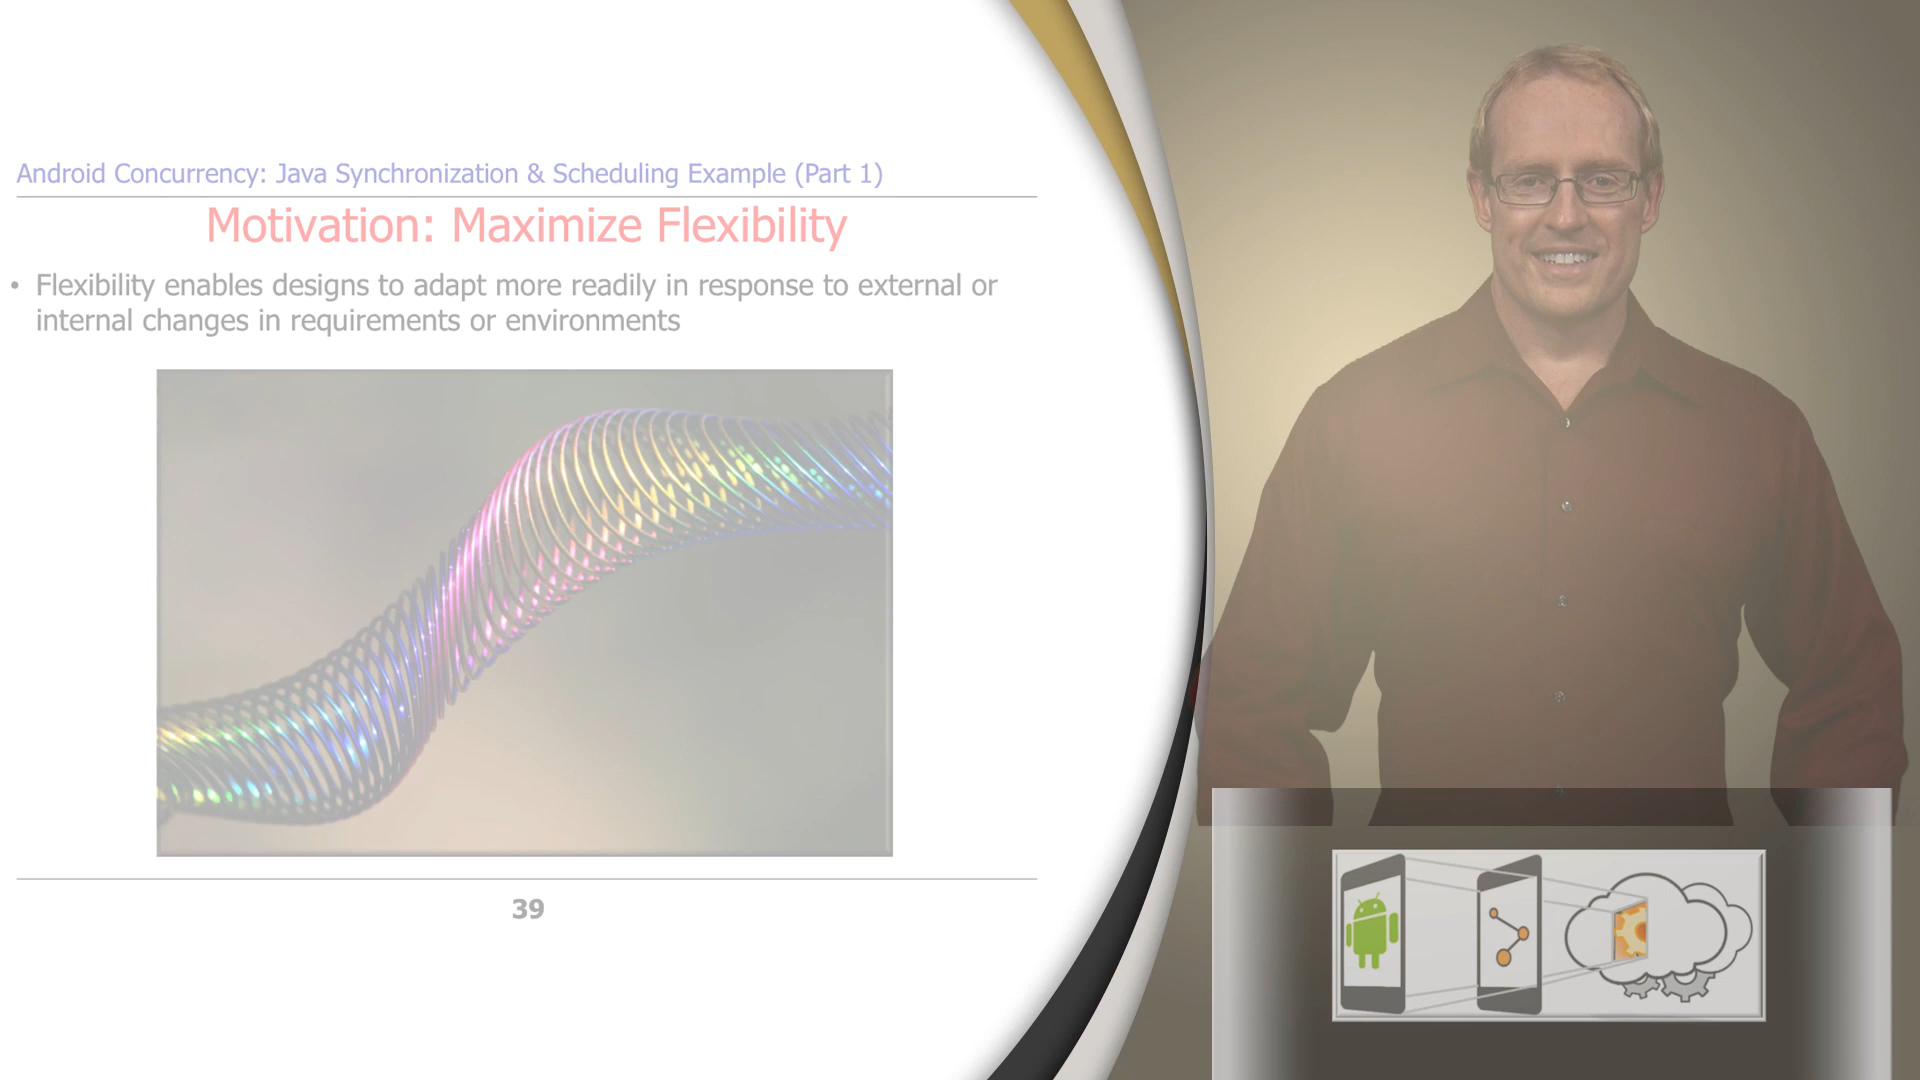 Android Concurrency: Java Synchronization & Scheduling Example (Part 1)
Motivation: Maximize Flexibility
• Flexibility enables designs to adapt more readily in response to external or
internal changes in requirements or environments
39